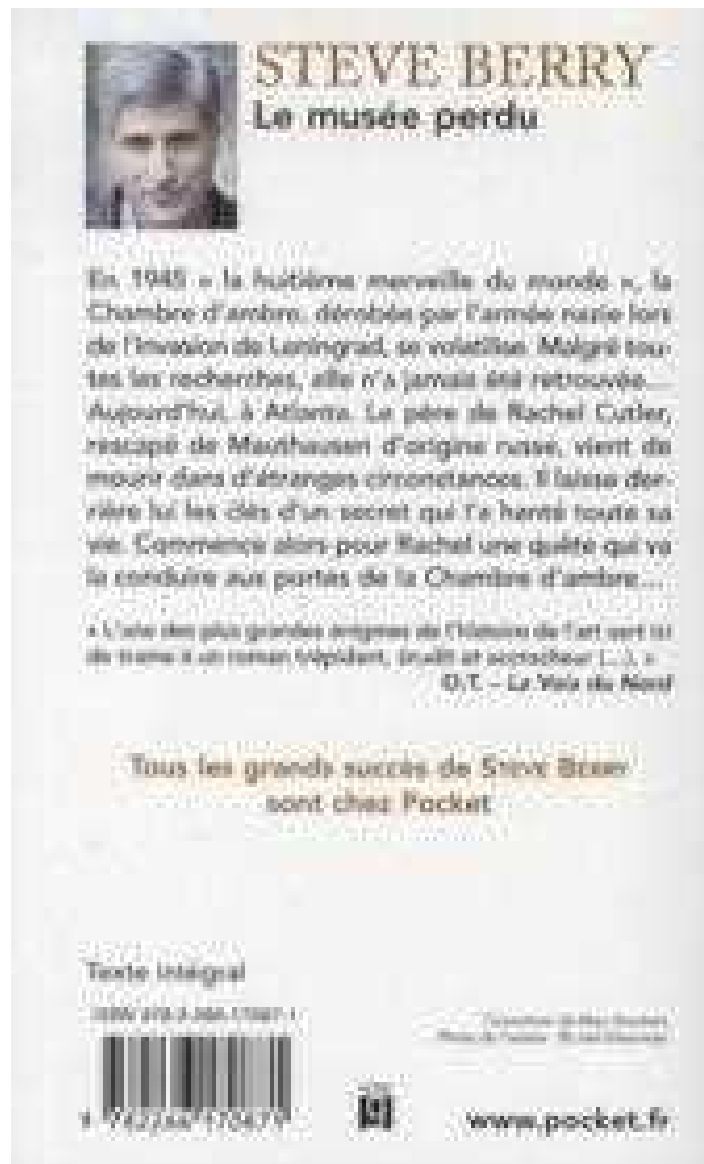 STEVE BERRY
Le musée perdu
En 1945 « la huitième merveille du monde », la
Chambre d'ambre, dérobée par l'armée nazie lors
de l'invasion de Leningrad, se volatilise. Malgré tou-
tes les recherches, elle n'a jamais été retrouvée...
Aujourd'hui, à Atlanta. Le père de Rachel Cutler,
rescapé de Mauthausen d'origine russe, vient de
mourir dans d'étranges circonstances. Il laisse der-
rière lui les clés d'un secret qui l'a hanté toute sa
vie. Commence alors pour Rachel une quête qui va
la conduire aux portes de la Chambre d'ambre...
« L'une des plus grandes énigmes de l'histoire de l'art sert ici
de trame à un roman trépidant, érudit et accrocheur (...). »
D.T. – La Voix du Nord
Tous les grands succès de STEVE BERRY
sont chez Pocket
Texte intégral
ISBN
www.pocket.fr